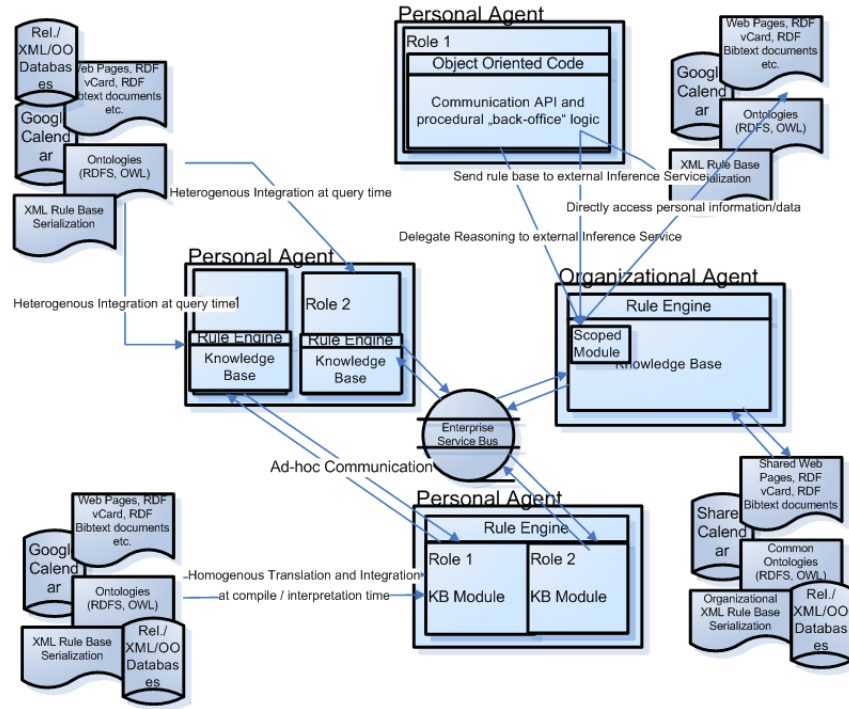 Rel./
XML/OO
Databas
es
Web Pages, RDF
vCard, RDF
Bibtext documents
etc.
Googl
Calend
ar
Ontologies
(RDFS, OWL)
XML Rule Base
Serialization
Personal Agent
Role 1
Object Oriented Code
Communication API and
procedural „back-office" logic
Web Pages, RDF
vCard, RDF
Bibtext documents
etc.
Google
Calend
ar
Ontologies
(RDFS, OWL)
XML Rule Base
ialization
Heterogenous Integration at query time
Send rule base to external Inference Service
Directly access personal information/data
Delegate Reasoning to external Inference Service
Personal Agent
Heterogenous Integration at query time
1
Role 2
Rule Engine
Rule Engine
Knowledge
Base
Knowledge
Base
Organizational Agent
Rule Engine
Scoped
Module
Knowledge Base
Enterprise
Service Bus
Ad-hoc Communication
Personal Agent
Rule Engine
Role 1
Role 2
KB Module
KB Module
Shared Web
Pages, RDF
vCard, RDF
Bibtext documents
Share
Calend
ar
Common
Ontologies
(RDFS, OWL)
Organizational
XML Rule Base
Serialization
Rel./
XML/OO
Databas
es
Web Pages, RDF
vCard, RDF
Bibtext documents
etc.
Google
Calend
ar
Ontologies
(RDFS, OWL)
XML Rule Base
Serialization
Rel./
XML/OO
Databas
es
Homogenous Translation and Integration
at compile / interpretation time